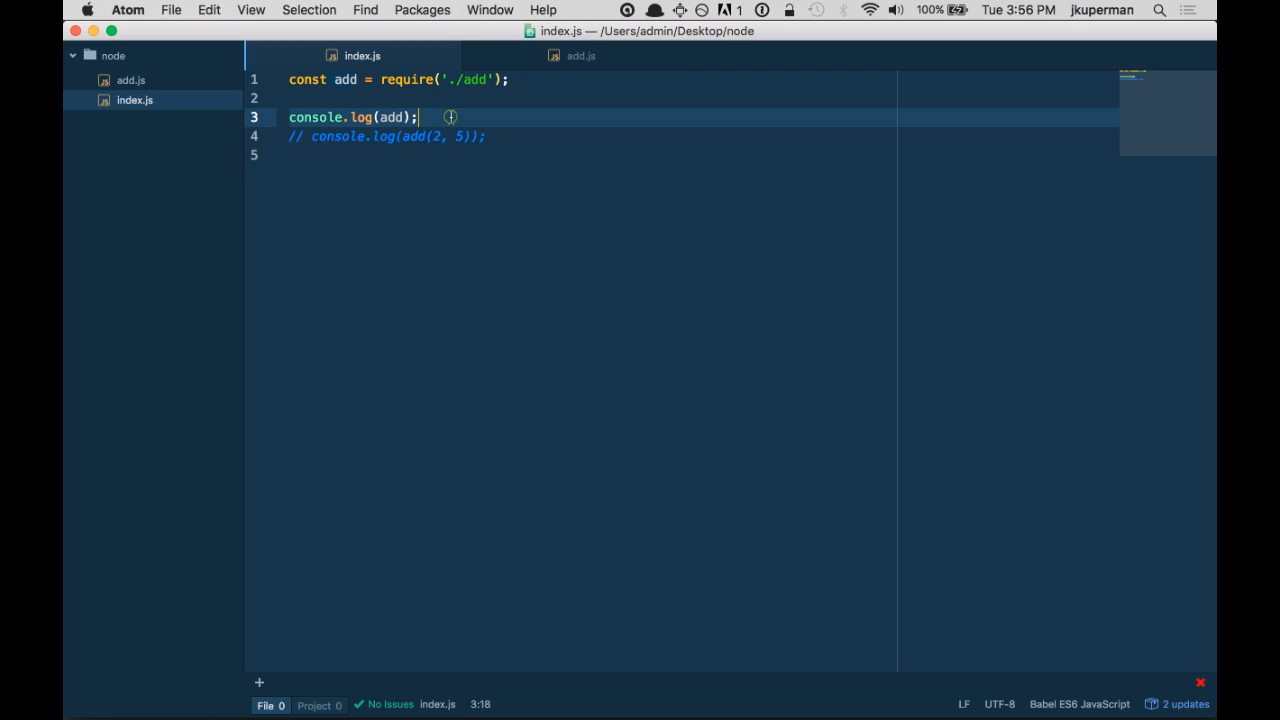 Atom File Edit View Selection Find Packages Window Help 1 100% Tue 3:56 PM jkuperman
index.js — /Users/admin/Desktop/node
node
add.js
index.js
index.js add.js
1 const add = require('./add');
2
3 console.log(add);
4 // console.log(add(2, 5));
5
+
File 0 Project 0 No Issues index.js 3:18 LF UTF-8 Babel ES6 JavaScript 2 updates